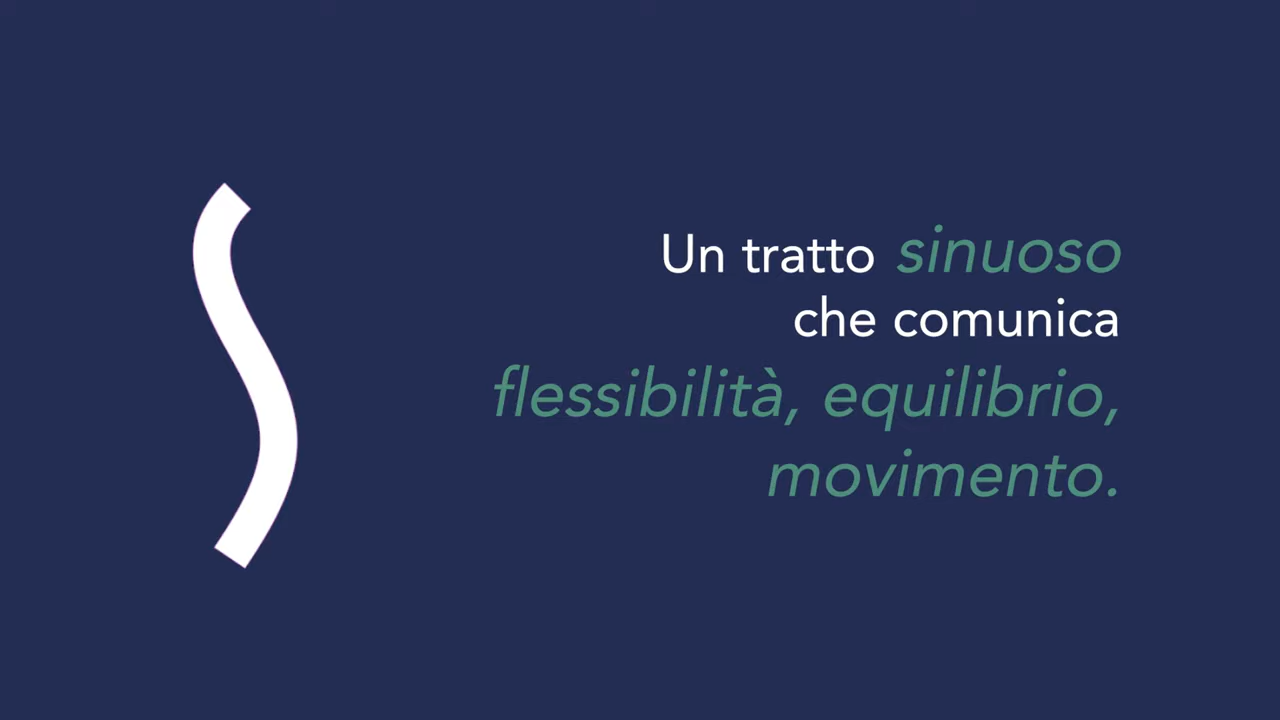 Un tratto sinuoso
che comunica
flessibilità, equilibrio,
movimento.